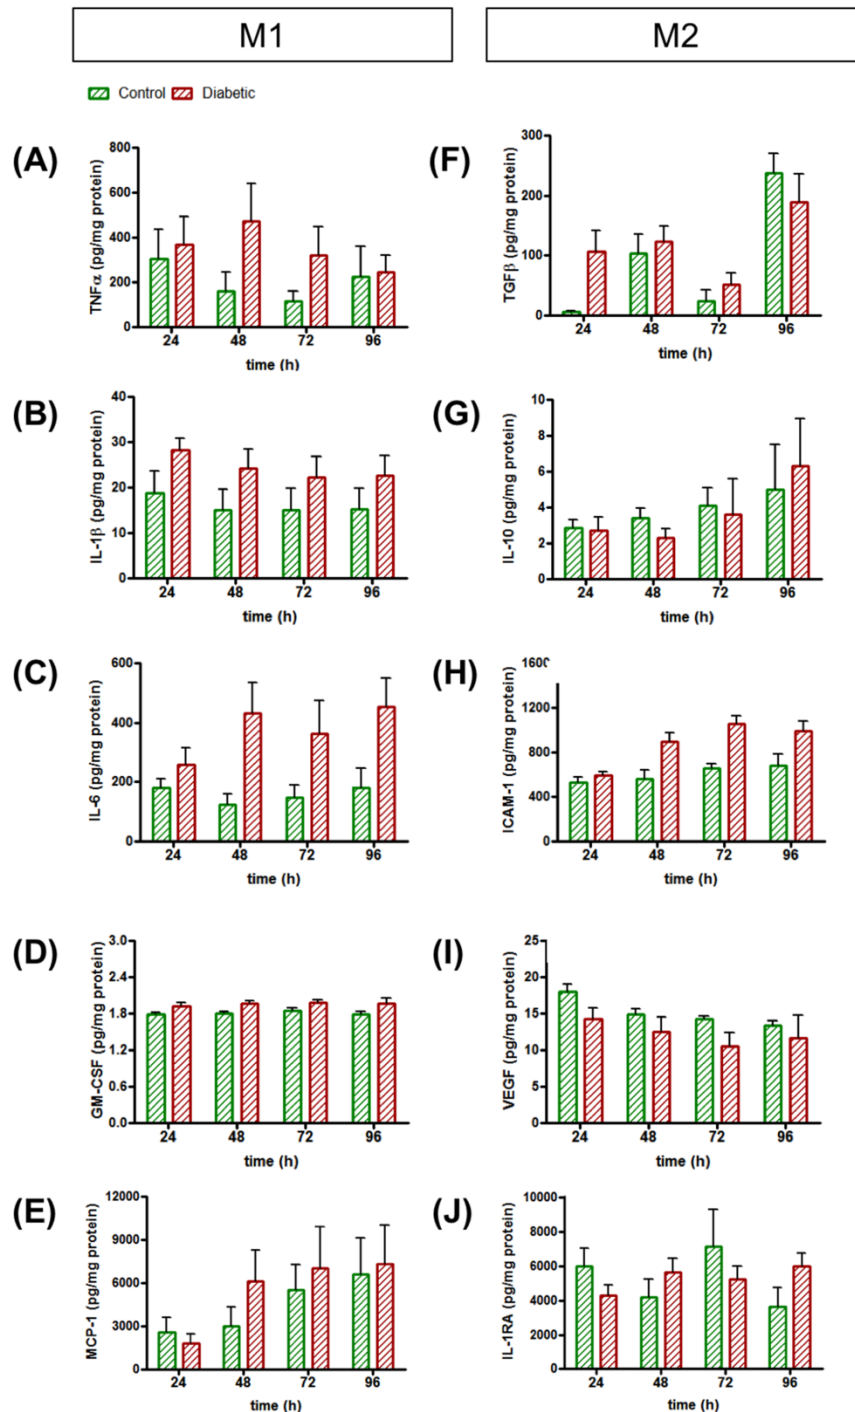 M1
M2
Control Diabetic
(A)
TNFα (pg/mg protein)
800
600
400
200
0
24 48 72 96
time (h)
(F)
TGFβ (pg/mg protein)
300
200
100
0
24 48 72 96
time (h)
(B)
IL-1β (pg/mg protein)
40
30
20
10
0
24 48 72 96
time (h)
(G)
IL-10 (pg/mg protein)
10
8
6
4
2
0
24 48 72 96
time (h)
(C)
IL-6 (pg/mg protein)
600
400
200
0
24 48 72 96
time (h)
(H)
ICAM-1 (pg/mg protein)
1600
1200
800
400
0
24 48 72 96
time (h)
(D)
GM-CSF (pg/mg protein)
3.0
2.4
1.8
1.2
0.6
0.0
24 48 72 96
time (h)
(I)
VEGF (pg/mg protein)
25
20
15
10
5
0
24 48 72 96
time (h)
(E)
MCP-1 (pg/mg protein)
12000
9000
6000
3000
0
24 48 72 96
time (h)
(J)
IL-1RA (pg/mg protein)
10000
8000
6000
4000
2000
0
24 48 72 96
time (h)